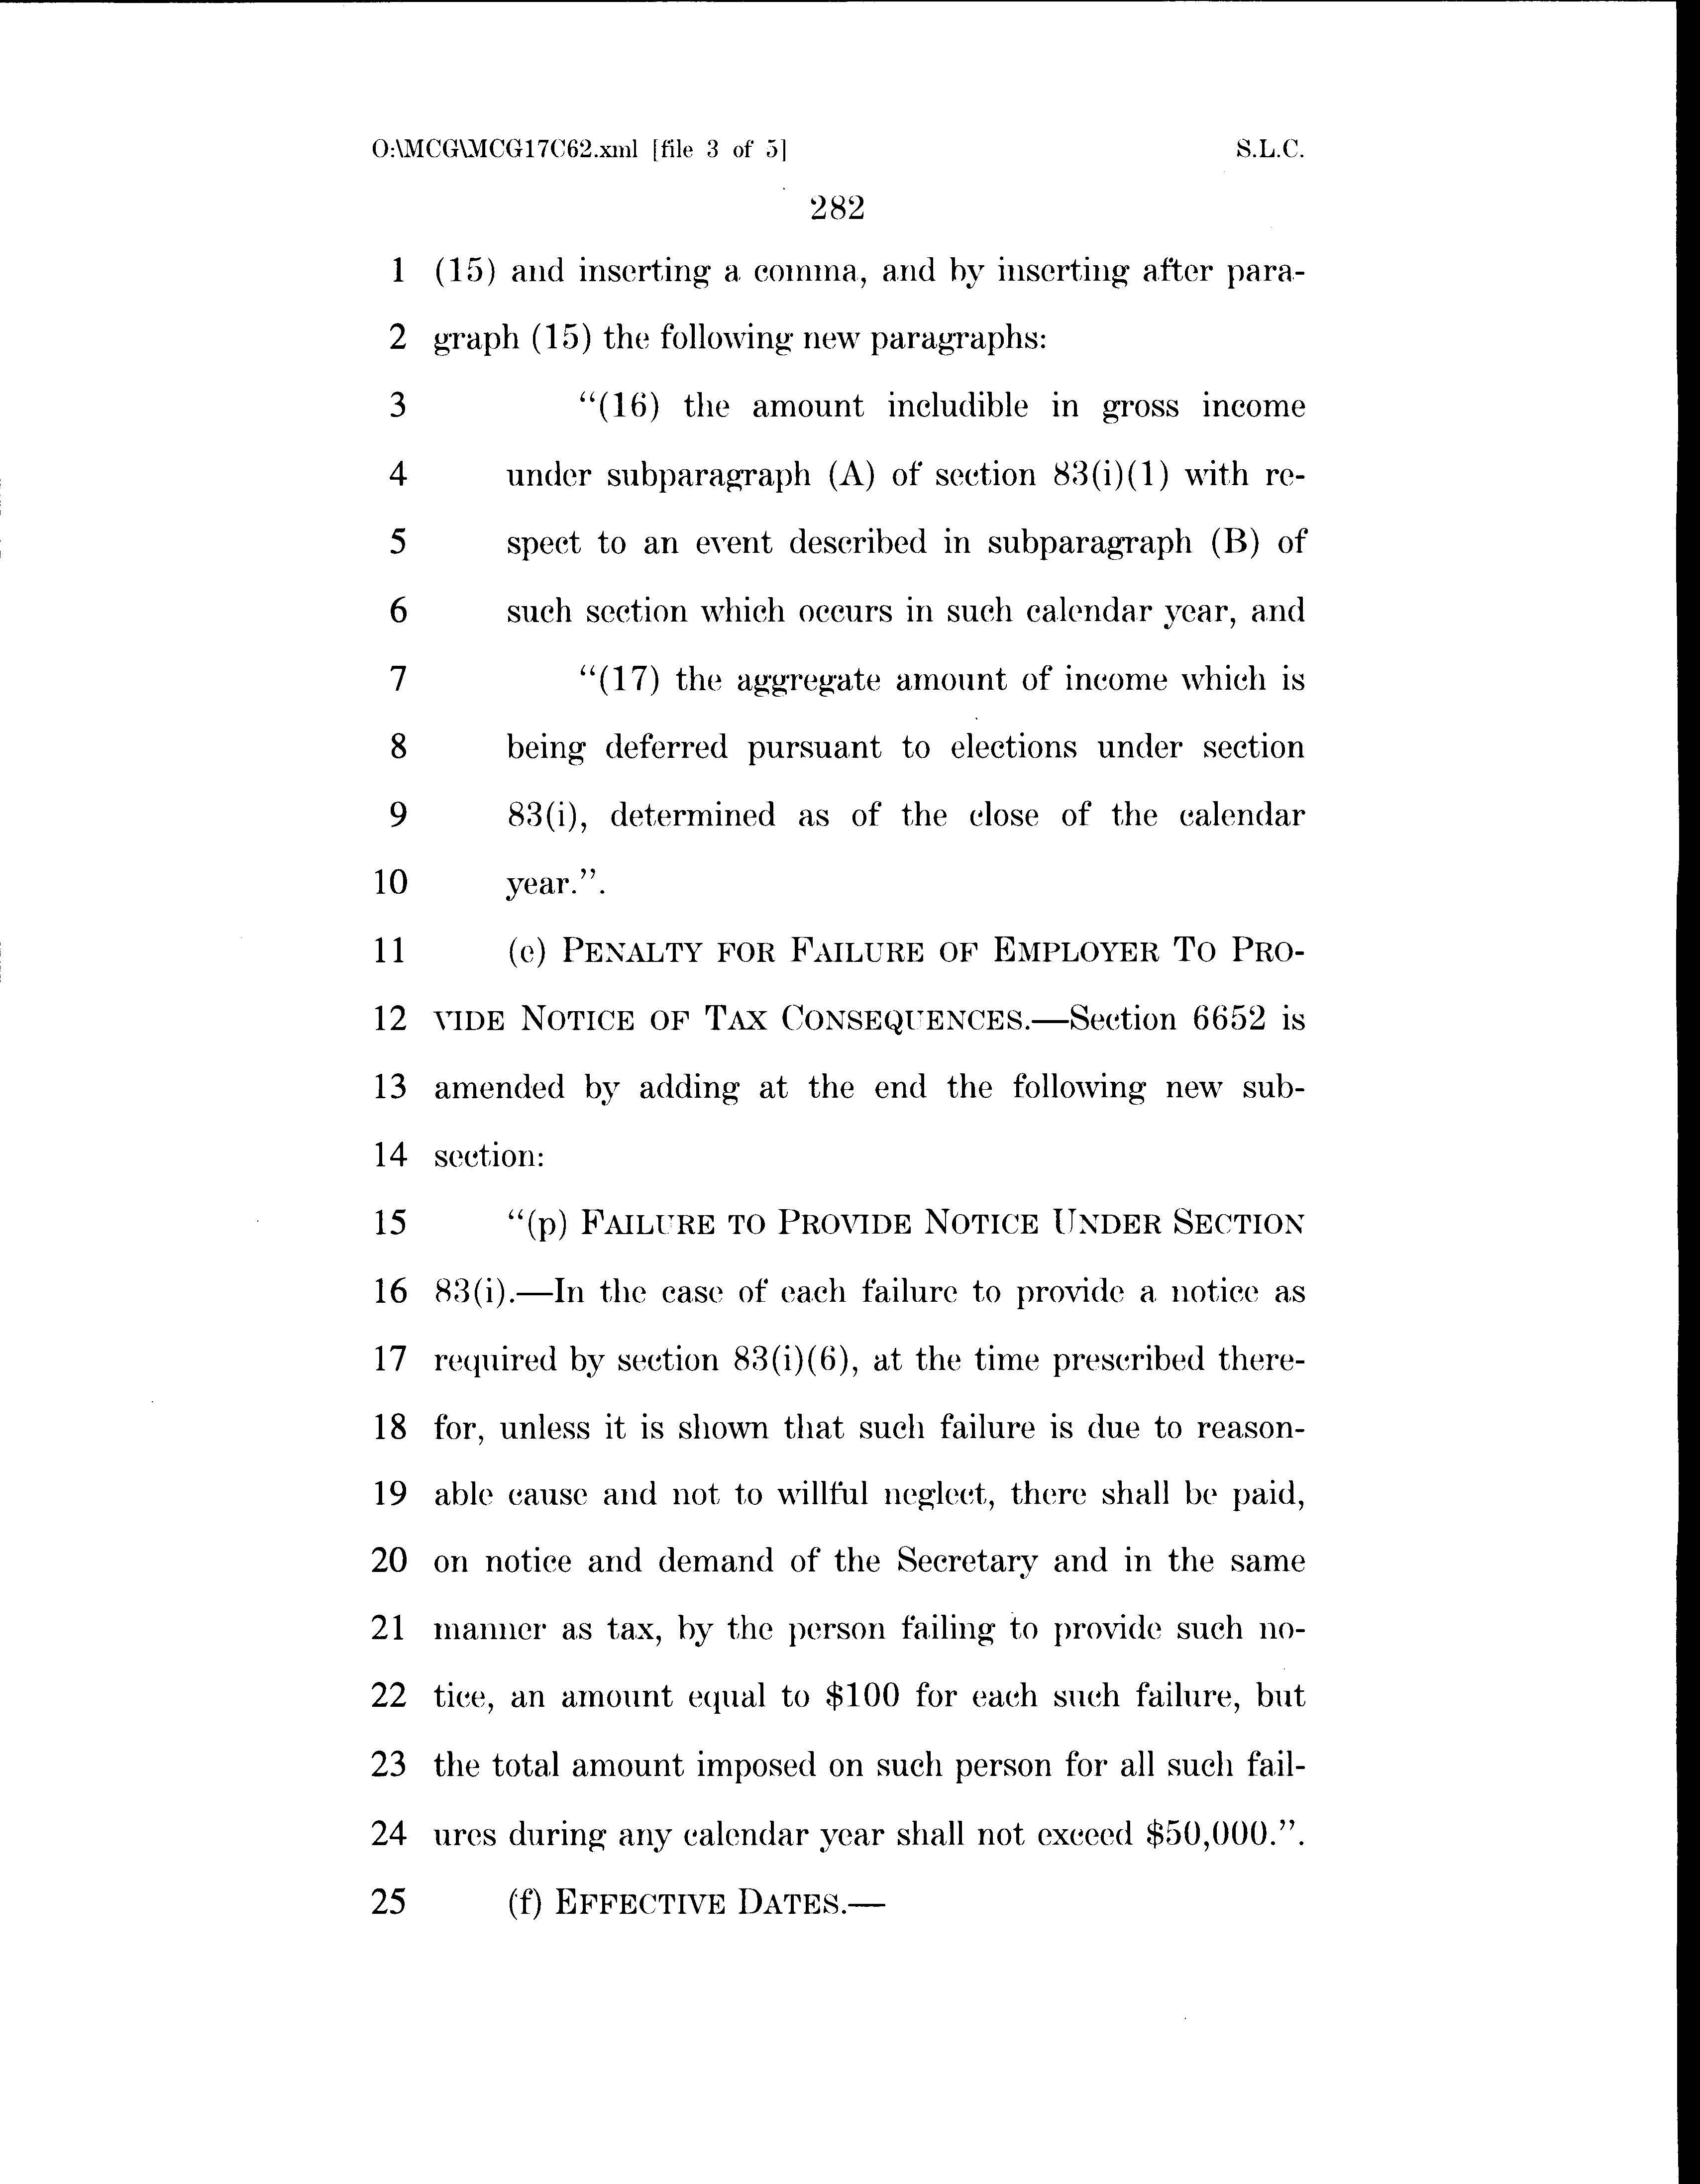 O:\MCG\MCG17C62.xml [file 3 of 5] S.L.C.
282
1 (15) and inserting a comma, and by inserting after para-
2 graph (15) the following new paragraphs:
3 “(16) the amount includible in gross income
4 under subparagraph (A) of section 83(i)(1) with re-
5 spect to an event described in subparagraph (B) of
6 such section which occurs in such calendar year, and
7 “(17) the aggregate amount of income which is
8 being deferred pursuant to elections under section
9 83(i), determined as of the close of the calendar
10 year.”.
11 (e) PENALTY FOR FAILURE OF EMPLOYER TO PRO-
12 VIDE NOTICE OF TAX CONSEQUENCES.—Section 6652 is
13 amended by adding at the end the following new sub-
14 section:
15 “(p) FAILURE TO PROVIDE NOTICE UNDER SECTION
16 83(i).—In the case of each failure to provide a notice as
17 required by section 83(i)(6), at the time prescribed there-
18 for, unless it is shown that such failure is due to reason-
19 able cause and not to willful neglect, there shall be paid,
20 on notice and demand of the Secretary and in the same
21 manner as tax, by the person failing to provide such no-
22 tice, an amount equal to $100 for each such failure, but
23 the total amount imposed on such person for all such fail-
24 ures during any calendar year shall not exceed $50,000.”.
25 (f) EFFECTIVE DATES.—